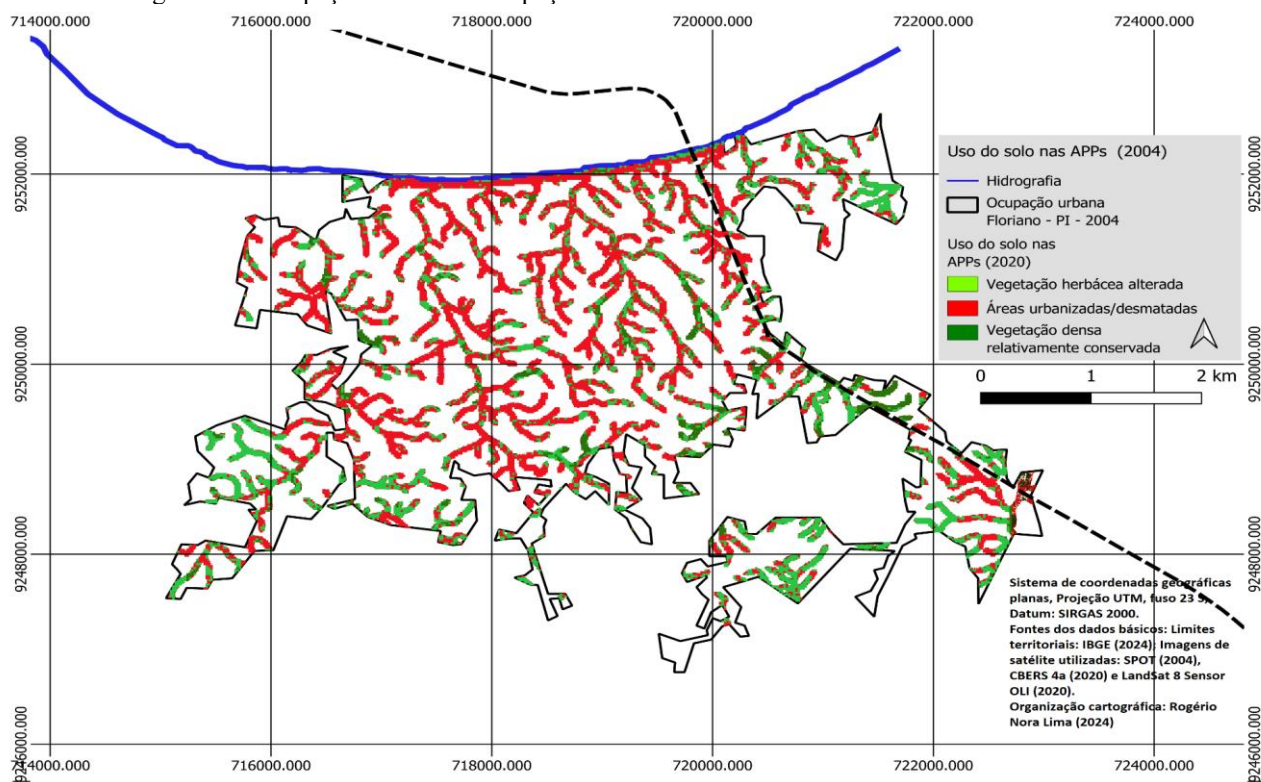 714000.000 716000.000 718000.000 720000.000 722000.000 724000.000
9252000.000 9252000.000
Uso do solo nas APPs (2004)
Hidrografia
Ocupação urbana
Floriano - PI - 2004
Uso do solo nas
APPs (2020)
Vegetação herbácea alterada
Áreas urbanizadas/desmatadas
Vegetação densa
relativamente conservada
9250000.000 9250000.000
0 1 2 km
9248000.000 9248000.000
Sistema de coordenadas geográficas
planas, Projeção UTM, fuso 23 S,
Datum: SIRGAS 2000.
Fontes dos dados básicos: Limites
territoriais: IBGE (2024); Imagens de
satélite utilizadas: SPOT (2004),
CBERS 4a (2020) e LandSat 8 Sensor
OLI (2020).
Organização cartográfica: Rogério
Nora Lima (2024)
9246000.000 9246000.000
714000.000 716000.000 718000.000 720000.000 722000.000 724000.000